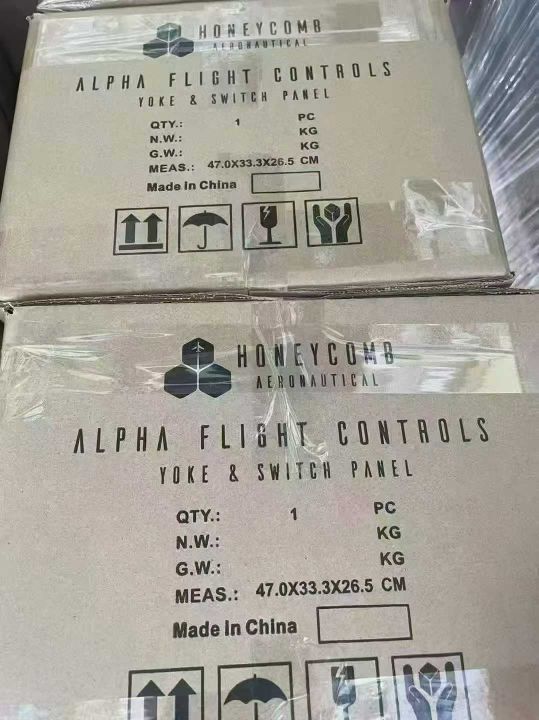 HONEYCOMB
AERONAUTICAL
ALPHA FLIGHT CONTROLS
YOKE & SWITCH PANEL
QTY.: 1 PC
N.W.: KG
G.W.: KG
MEAS.: 47.0X33.3X26.5 CM
Made In China
HONEYCOMB
AERONAUTICAL
ALPHA FLIGHT CONTROLS
YOKE & SWITCH PANEL
QTY.: 1 PC
N.W.: KG
G.W.: KG
MEAS.: 47.0X33.3X26.5 CM
Made In China